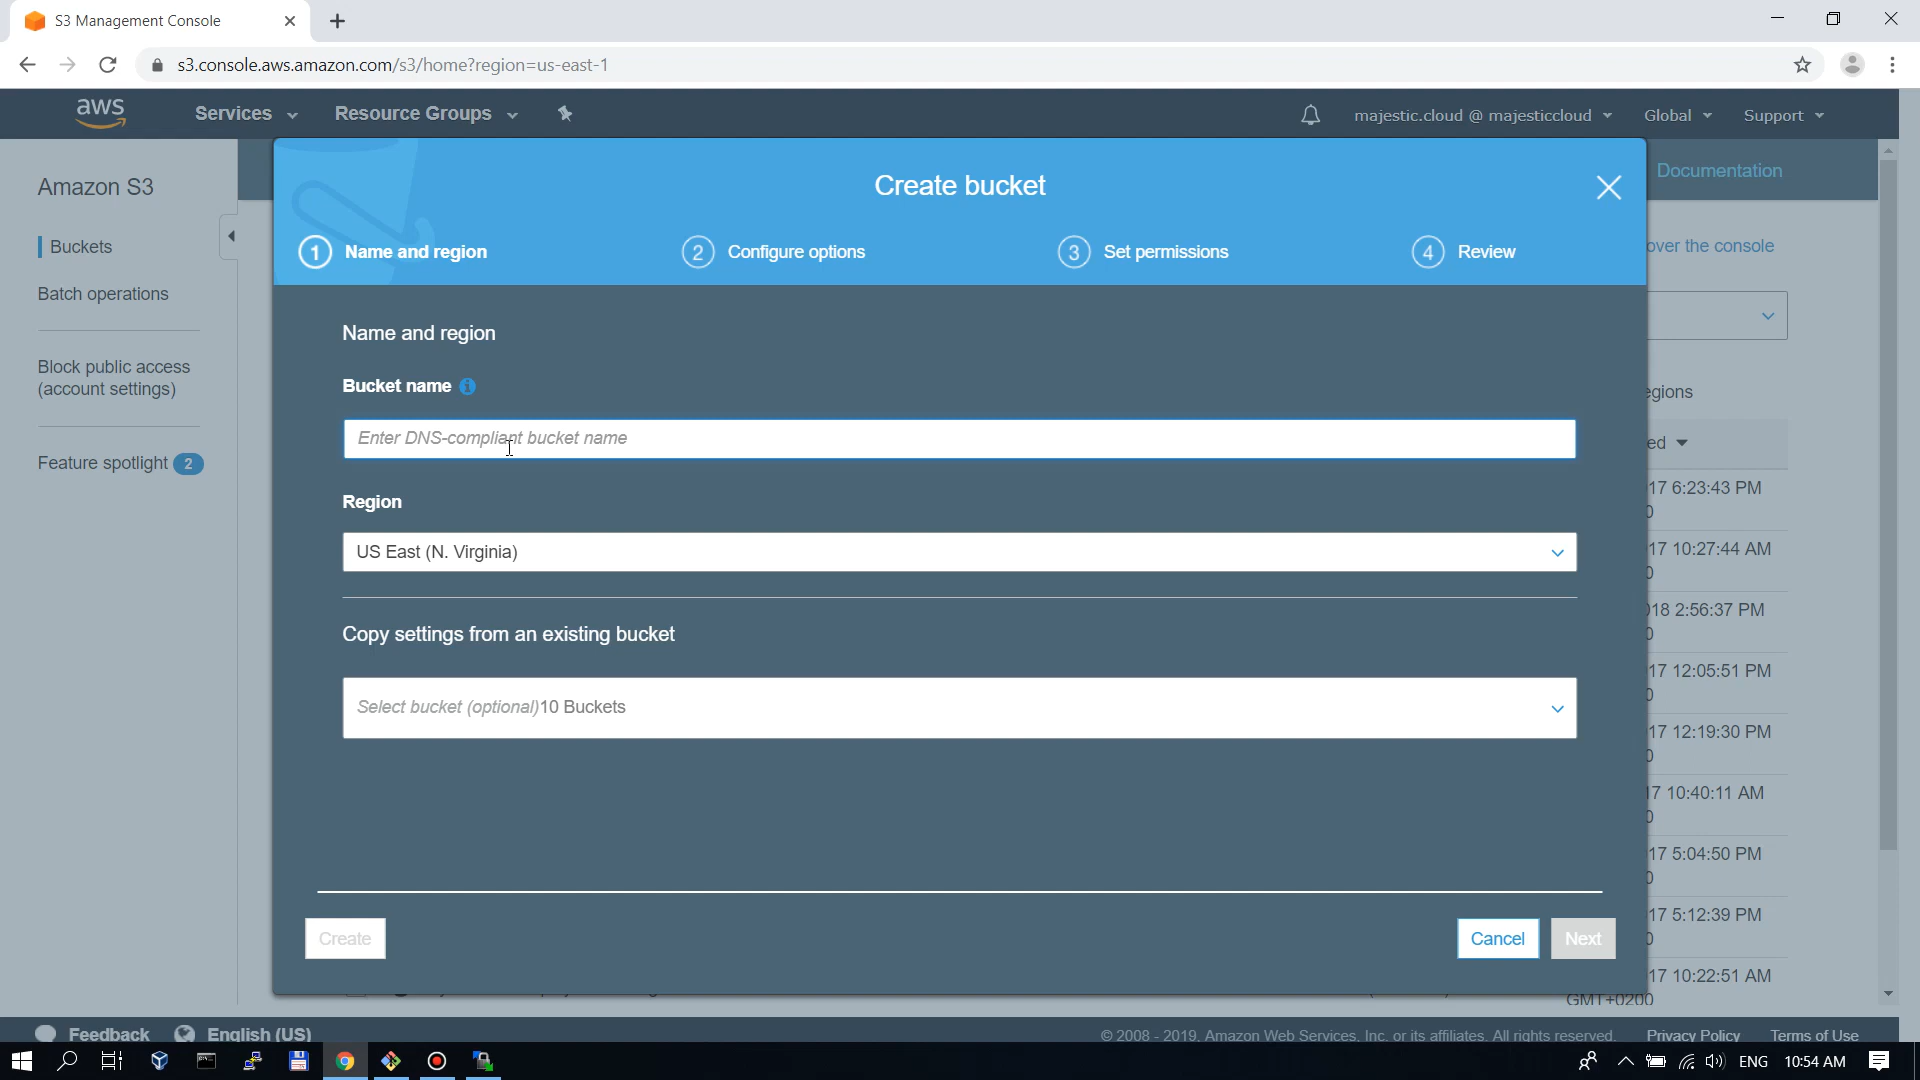 S3 Management Console
s3.console.aws.amazon.com/s3/home?region=us-east-1
aws
Services
Resource Groups
majestic.cloud @ majesticcloud
Global
Support
Amazon S3
Buckets
Batch operations
Block public access
(account settings)
Feature spotlight 2
Documentation
over the console
Create bucket
1 Name and region
2 Configure options
3 Set permissions
4 Review
Name and region
Bucket name
Enter DNS-compliant bucket name
Region
US East (N. Virginia)
Copy settings from an existing bucket
Select bucket (optional)10 Buckets
Create
Cancel
Next
egions
ed
17 6:23:43 PM
17 10:27:44 AM
018 2:56:37 PM
17 12:05:51 PM
17 12:19:30 PM
17 10:40:11 AM
17 5:04:50 PM
17 5:12:39 PM
17 10:22:51 AM
GMT+0200
Feedback
English (US)
© 2008 - 2019, Amazon Web Services, Inc. or its affiliates. All rights reserved.
Privacy Policy
Terms of Use
ENG
10:54 AM